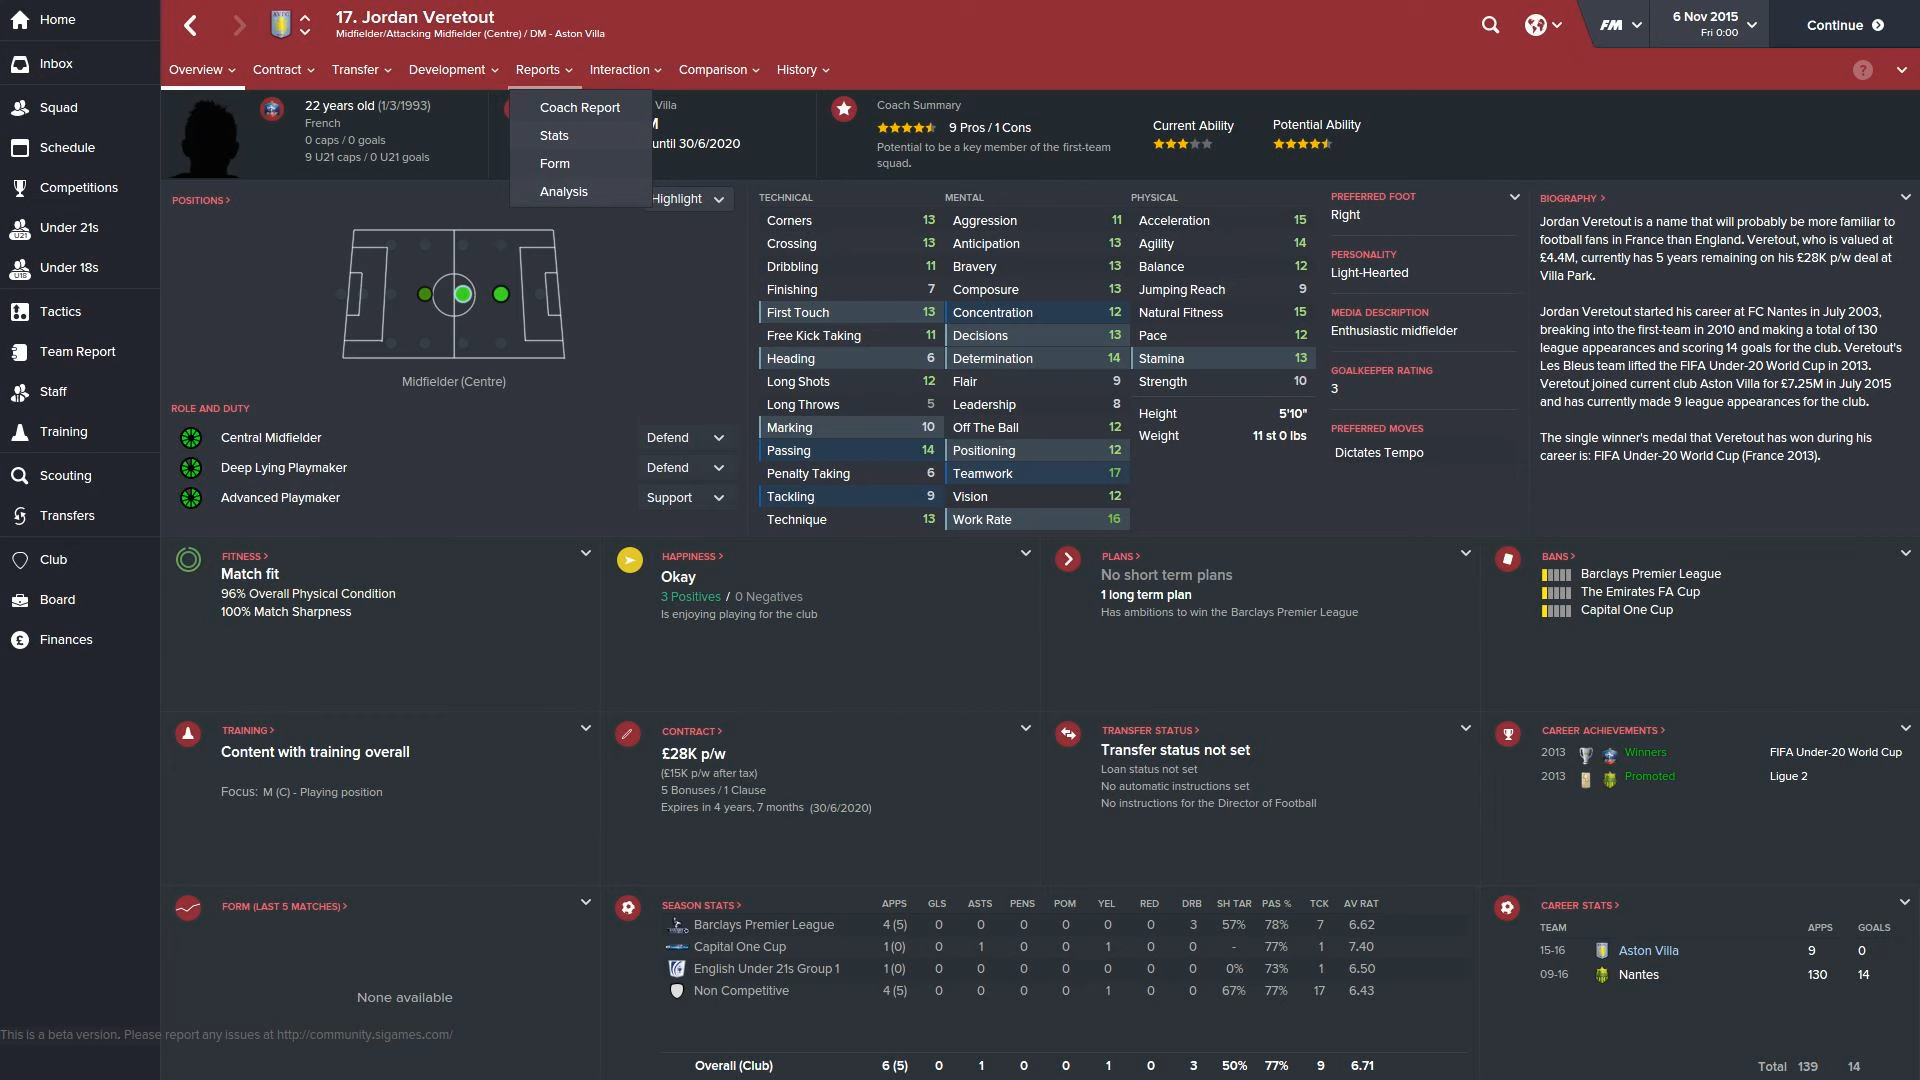 Home
Inbox
Squad
Schedule
Competitions
Under 21s
Under 18s
Tactics
Team Report
Staff
Training
Scouting
Transfers
Club
Board
Finances
17. Jordan Veretout
Midfielder/Attacking Midfielder (Centre) / DM - Aston Villa
FM
6 Nov 2015
Fri 0:00
Continue
Overview Contract Transfer Development Reports Interaction Comparison History
?
Coach Report
Stats
Form
Analysis
22 years old (1/3/1993)
French
0 caps / 0 goals
9 U21 caps / 0 U21 goals
Villa
until 30/6/2020
Coach Summary
9 Pros / 1 Cons
Potential to be a key member of the first-team
squad.
Current Ability
Potential Ability
POSITIONS >
Highlight
Midfielder (Centre)
ROLE AND DUTY
Central Midfielder Defend
Deep Lying Playmaker Defend
Advanced Playmaker Support
TECHNICAL
Corners 13
Crossing 13
Dribbling 11
Finishing 7
First Touch 13
Free Kick Taking 11
Heading 6
Long Shots 12
Long Throws 5
Marking 10
Passing 14
Penalty Taking 6
Tackling 9
Technique 13
MENTAL
Aggression 11
Anticipation 13
Bravery 13
Composure 13
Concentration 12
Decisions 13
Determination 14
Flair 9
Leadership 8
Off The Ball 12
Positioning 12
Teamwork 17
Vision 12
Work Rate 16
PHYSICAL
Acceleration 15
Agility 14
Balance 12
Jumping Reach 9
Natural Fitness 15
Pace 12
Stamina 13
Strength 10
Height 5'10"
Weight 11 st 0 lbs
PREFERRED FOOT
Right
PERSONALITY
Light-Hearted
MEDIA DESCRIPTION
Enthusiastic midfielder
GOALKEEPER RATING
3
PREFERRED MOVES
Dictates Tempo
BIOGRAPHY >
Jordan Veretout is a name that will probably be more familiar to
football fans in France than England. Veretout, who is valued at
£4.4M, currently has 5 years remaining on his £28K p/w deal at
Villa Park.
Jordan Veretout started his career at FC Nantes in July 2003,
breaking into the first-team in 2010 and making a total of 130
league appearances and scoring 14 goals for the club. Veretout's
Les Bleus team lifted the FIFA Under-20 World Cup in 2013.
Veretout joined current club Aston Villa for £7.25M in July 2015
and has currently made 9 league appearances for the club.
The single winner's medal that Veretout has won during his
career is: FIFA Under-20 World Cup (France 2013).
FITNESS >
Match fit
96% Overall Physical Condition
100% Match Sharpness
HAPPINESS >
Okay
3 Positives / 0 Negatives
Is enjoying playing for the club
PLANS >
No short term plans
1 long term plan
Has ambitions to win the Barclays Premier League
BANS >
Barclays Premier League
The Emirates FA Cup
Capital One Cup
TRAINING >
Content with training overall
Focus: M (C) - Playing position
CONTRACT >
£28K p/w
(£15K p/w after tax)
5 Bonuses / 1 Clause
Expires in 4 years, 7 months (30/6/2020)
TRANSFER STATUS >
Transfer status not set
Loan status not set
No automatic instructions set
No instructions for the Director of Football
CAREER ACHIEVEMENTS >
2013 Winners FIFA Under-20 World Cup
2013 Promoted Ligue 2
FORM (LAST 5 MATCHES) >
None available
SEASON STATS > APPS GLS ASTS PENS POM YEL RED DRB SH TAR PAS % TCK AV RAT
Barclays Premier League 4 (5) 0 0 0 0 0 0 3 57% 78% 7 6.62
Capital One Cup 1 (0) 0 1 0 0 1 0 0 - 77% 1 7.40
English Under 21s Group 1 1 (0) 0 0 0 0 0 0 0 0% 73% 1 6.50
Non Competitive 4 (5) 0 0 0 0 1 0 0 67% 77% 17 6.43
Overall (Club) 6 (5) 0 1 0 0 1 0 3 50% 77% 9 6.71
CAREER STATS >
TEAM APPS GOALS
15-16 Aston Villa 9 0
09-16 Nantes 130 14
Total 139 14
This is a beta version. Please report any issues at http://community.sigames.com/